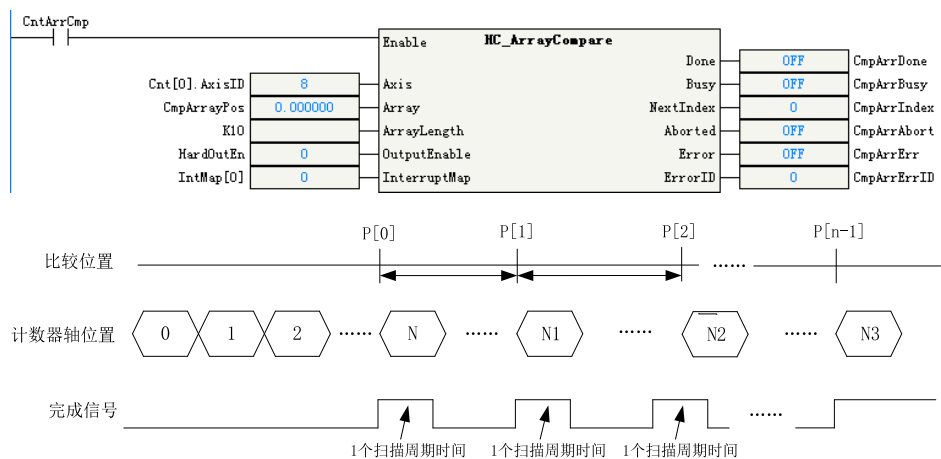 CntArrCmp
Enable HC_ArrayCompare
Done OFF CmpArrDone
Cnt[0].AxisID 8 Axis Busy OFF CmpArrBusy
CmpArrayPos 0.000000 Array NextIndex 0 CmpArrIndex
K10 ArrayLength Aborted OFF CmpArrAbort
HardOutEn 0 OutputEnable Error OFF CmpArrErr
IntMap[0] 0 InterruptMap ErrorID 0 CmpArrErrID
P[0] P[1] P[2] P[n-1]
比较位置 ……
计数器轴位置 0 1 2 …… N …… N1 …… N2 …… N3
完成信号 ……
1个扫描周期时间 1个扫描周期时间 1个扫描周期时间